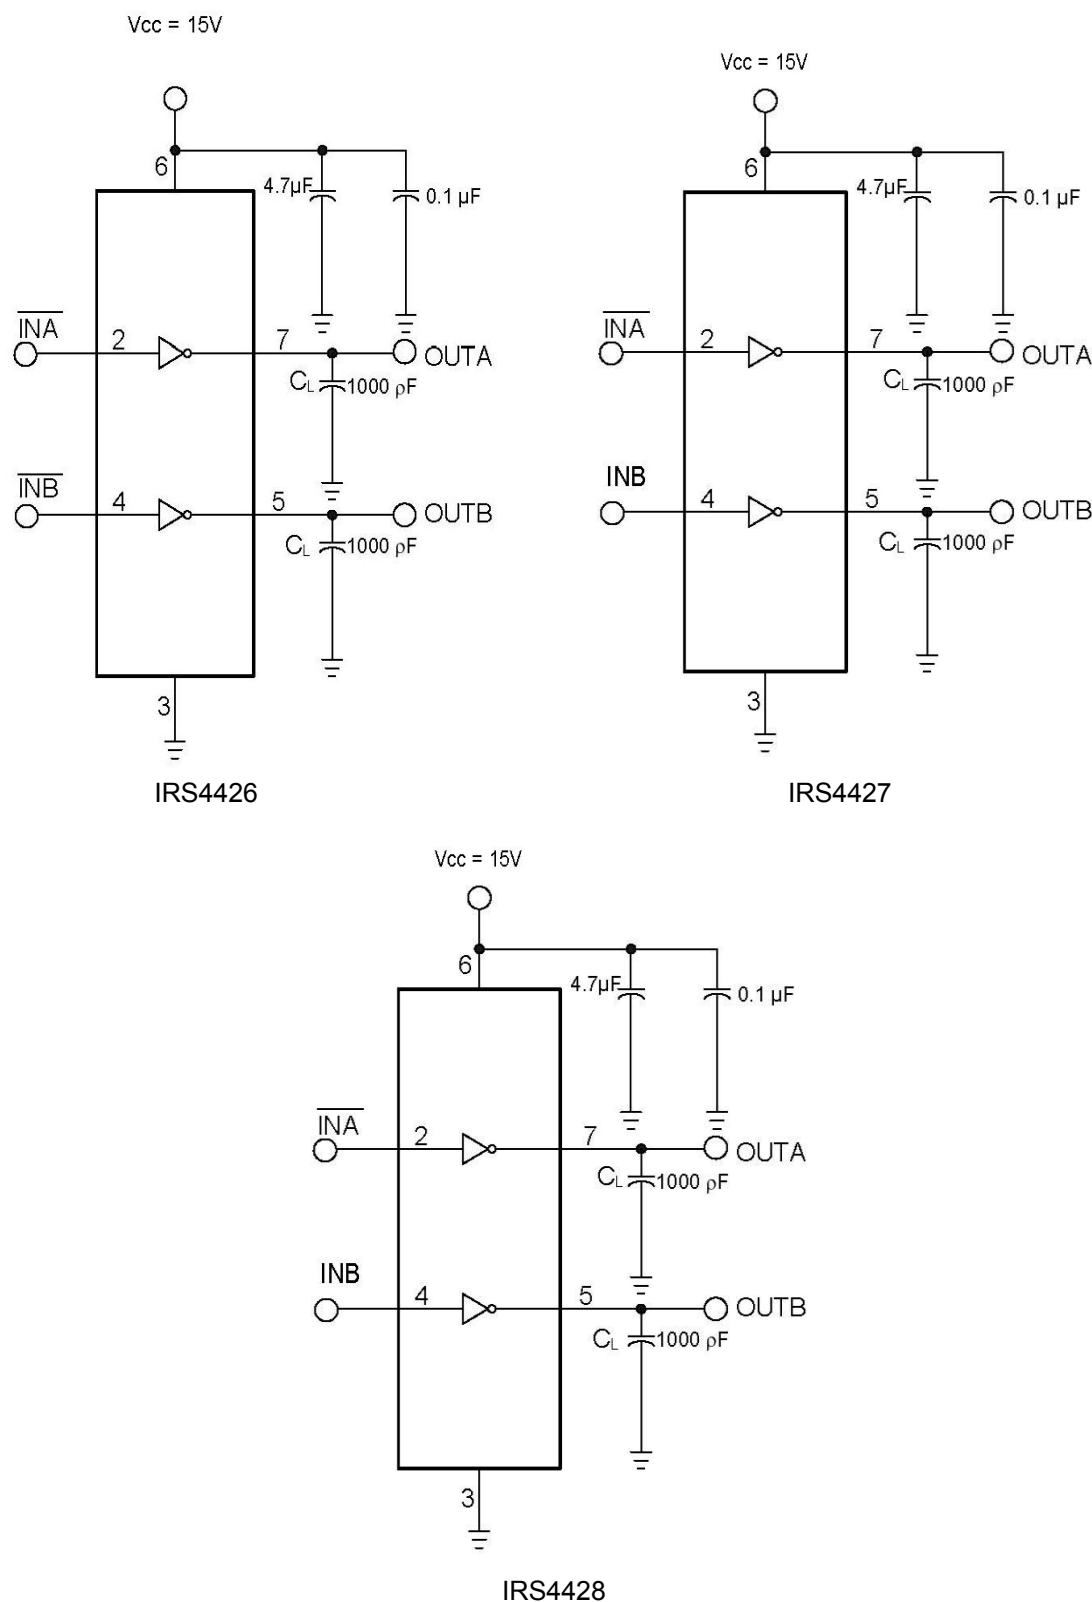 Vcc = 15V
6
4.7µF
0.1 µF
INA
2
7
OUTA
CL
1000 ρF
INB
4
5
OUTB
CL
1000 ρF
3
IRS4426
Vcc = 15V
6
4.7µF
0.1 µF
INA
2
7
OUTA
CL
1000 ρF
INB
4
5
OUTB
CL
1000 ρF
3
IRS4427
Vcc = 15V
6
4.7µF
0.1 µF
INA
2
7
OUTA
CL
1000 ρF
INB
4
5
OUTB
CL
1000 ρF
3
IRS4428